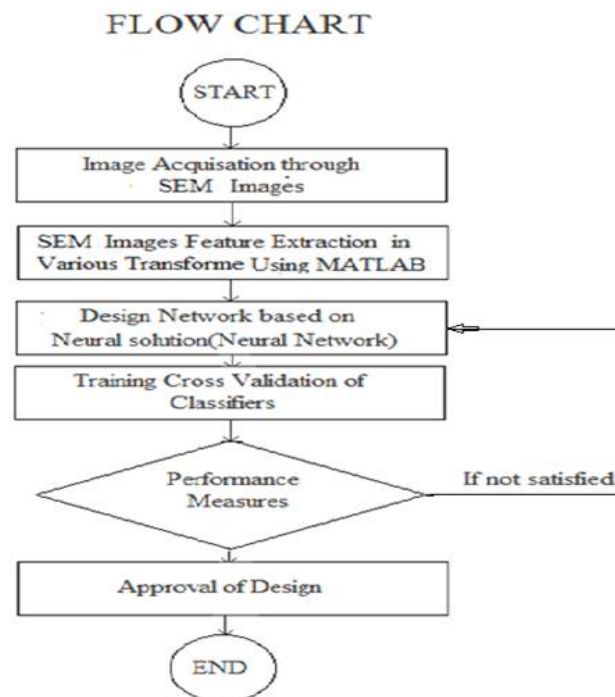 FLOW CHART
START
Image Acquisation through
SEM Images
SEM Images Feature Extraction in
Various Transforme Using MATLAB
Design Network based on
Neural solution(Neural Network)
Training Cross Validation of
Classifiers
Performance
Measures
If not satisfied
Approval of Design
END